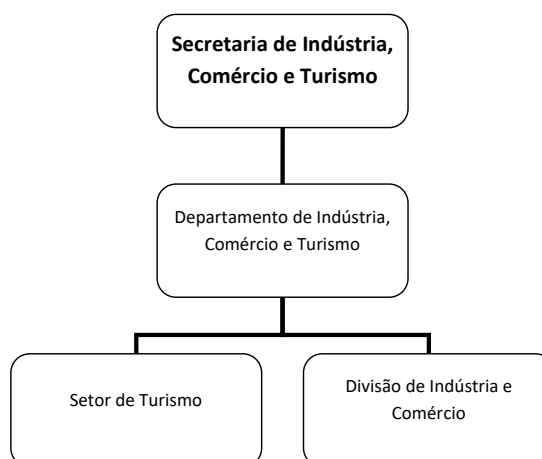 Secretaria de Indústria,
Comércio e Turismo
Departamento de Indústria,
Comércio e Turismo
Setor de Turismo
Divisão de Indústria e
Comércio